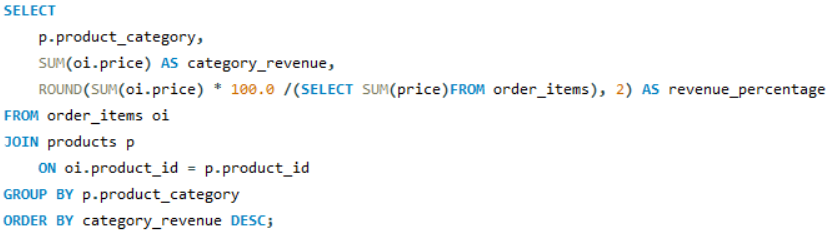 SELECT
    p.product_category,
    SUM(oi.price) AS category_revenue,
    ROUND(SUM(oi.price) * 100.0 /(SELECT SUM(price)FROM order_items), 2) AS revenue_percentage
FROM order_items oi
JOIN products p
    ON oi.product_id = p.product_id
GROUP BY p.product_category
ORDER BY category_revenue DESC;